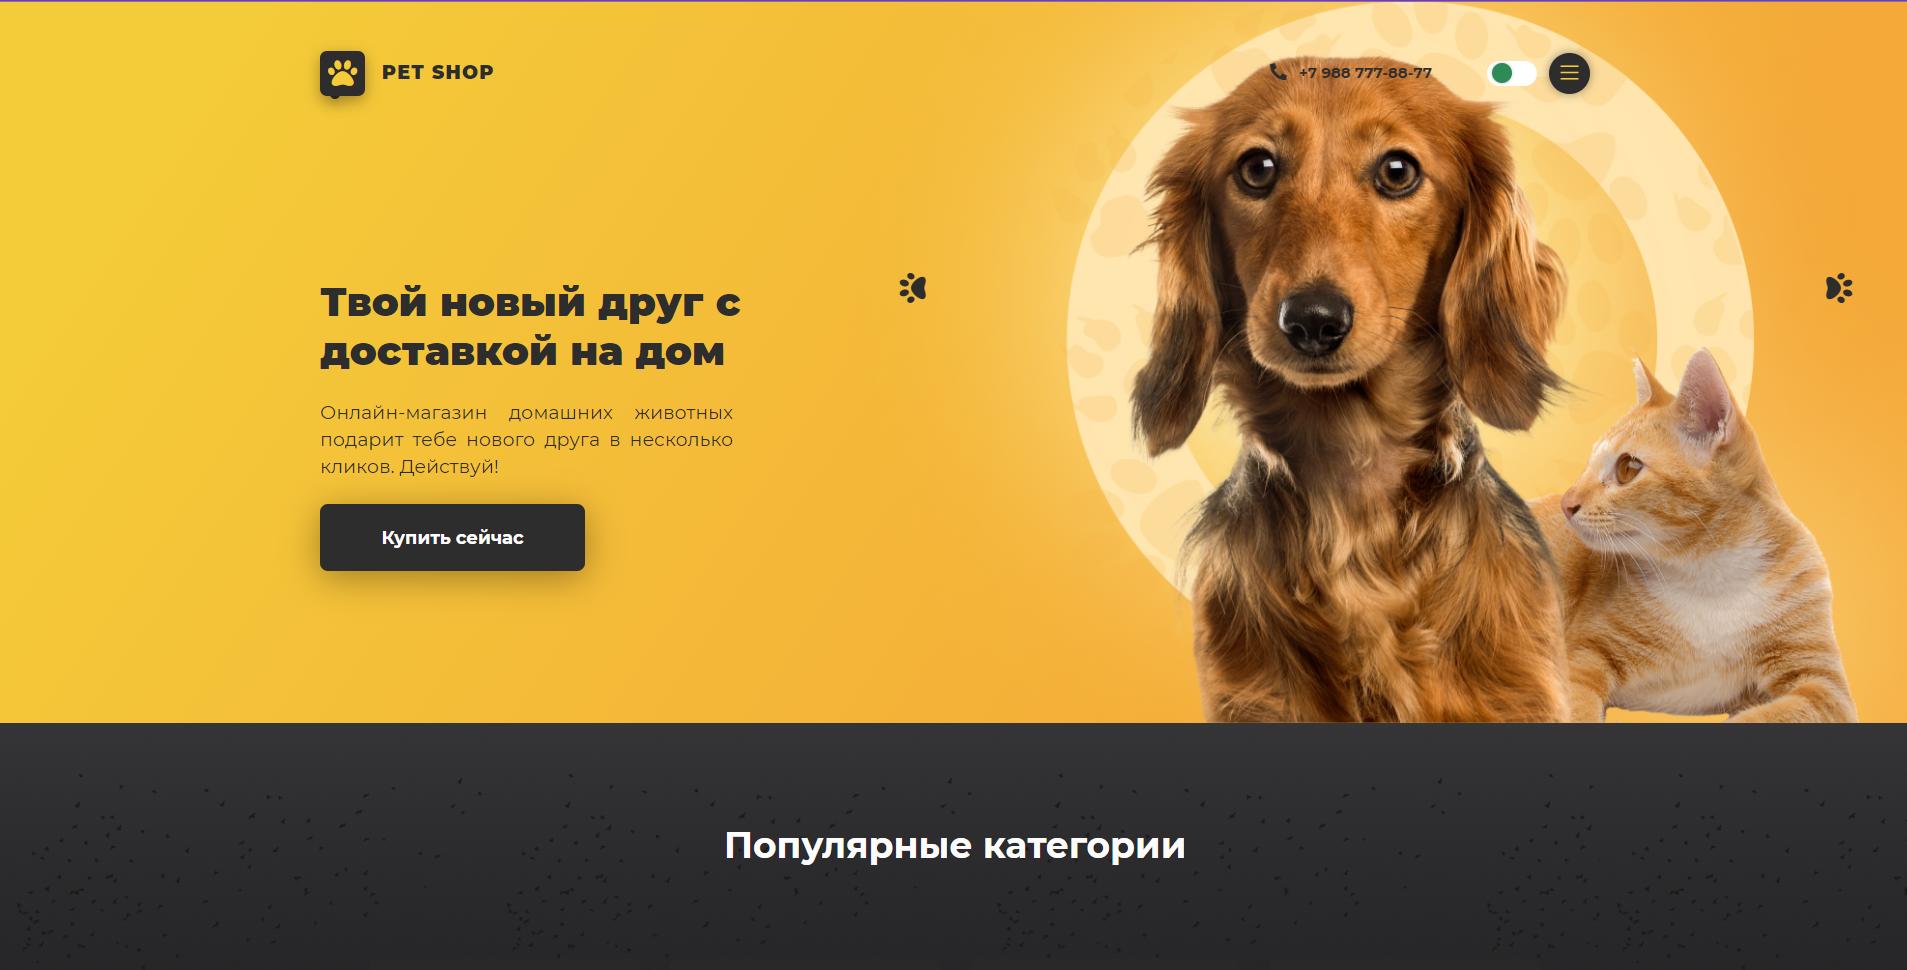 PET SHOP
+7 988 777-88-77
Твой новый друг с
доставкой на дом
Онлайн-магазин домашних животных
подарит тебе нового друга в несколько
кликов. Действуй!
Купить сейчас
Популярные категории